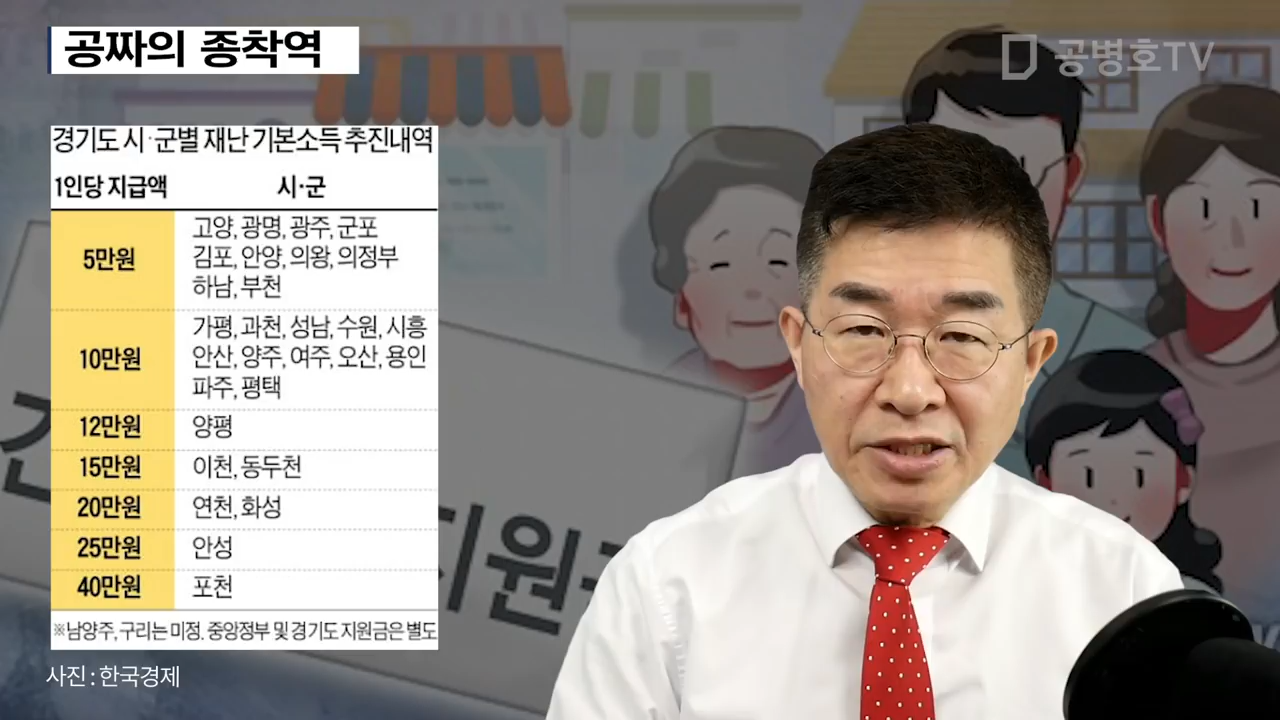 공짜의 종착역
공병호TV
경기도 시·군별 재난 기본소득 추진내역
1인당 지급액 시·군
5만원 고양, 광명, 광주, 군포
김포, 안양, 의왕, 의정부
하남, 부천
10만원 가평, 과천, 성남, 수원, 시흥
안산, 양주, 여주, 오산, 용인
파주, 평택
12만원 양평
15만원 이천, 동두천
20만원 연천, 화성
25만원 안성
40만원 포천
※남양주, 구리는 미정. 중앙정부 및 경기도 지원금은 별도
지원
사진 : 한국경제